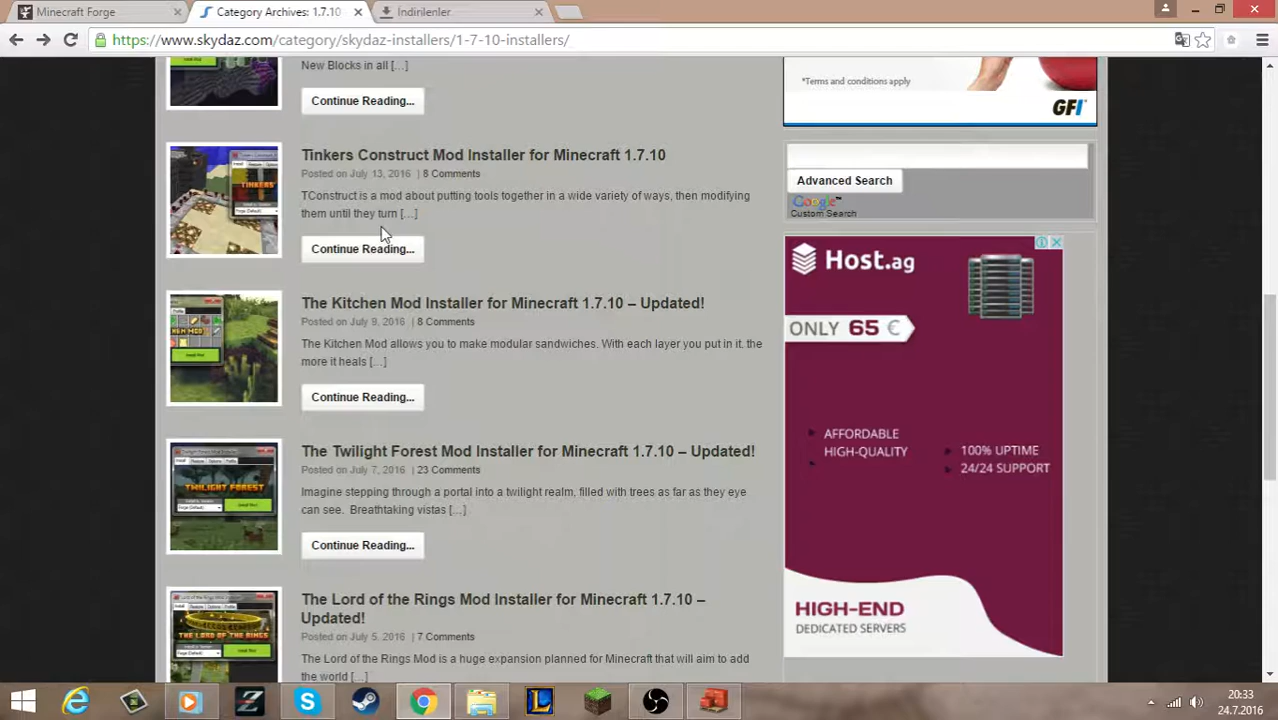 Minecraft Forge
Category Archives: 1.7.10
İndirilenler
https://www.skydaz.com/category/skydaz-installers/1-7-10-installers/
New Blocks in all [...]
Continue Reading...
Tinkers Construct Mod Installer for Minecraft 1.7.10
Posted on July 13, 2016 | 8 Comments
TConstruct is a mod about putting tools together in a wide variety of ways, then modifying
them until they turn [...]
Continue Reading...
The Kitchen Mod Installer for Minecraft 1.7.10 – Updated!
Posted on July 9, 2016 | 8 Comments
The Kitchen Mod allows you to make modular sandwiches. With each layer you put in it, the
more it heals [...]
Continue Reading...
The Twilight Forest Mod Installer for Minecraft 1.7.10 – Updated!
Posted on July 7, 2016 | 23 Comments
Imagine stepping through a portal into a twilight realm, filled with trees as far as they eye
can see. Breathtaking vistas [...]
TWILIGHT FOREST
Continue Reading...
The Lord of the Rings Mod Installer for Minecraft 1.7.10 –
Updated!
Posted on July 5, 2016 | 7 Comments
The Lord of the Rings Mod is a huge expansion planned for Minecraft that will aim to add
the world [...]
THE LORD OF THE RINGS
*Terms and conditions apply
GFI
Advanced Search
Google™
Custom Search
Host.ag
ONLY 65 €
AFFORDABLE
HIGH-QUALITY
100% UPTIME
24/24 SUPPORT
HIGH-END
DEDICATED SERVERS
20:33
24.7.2016